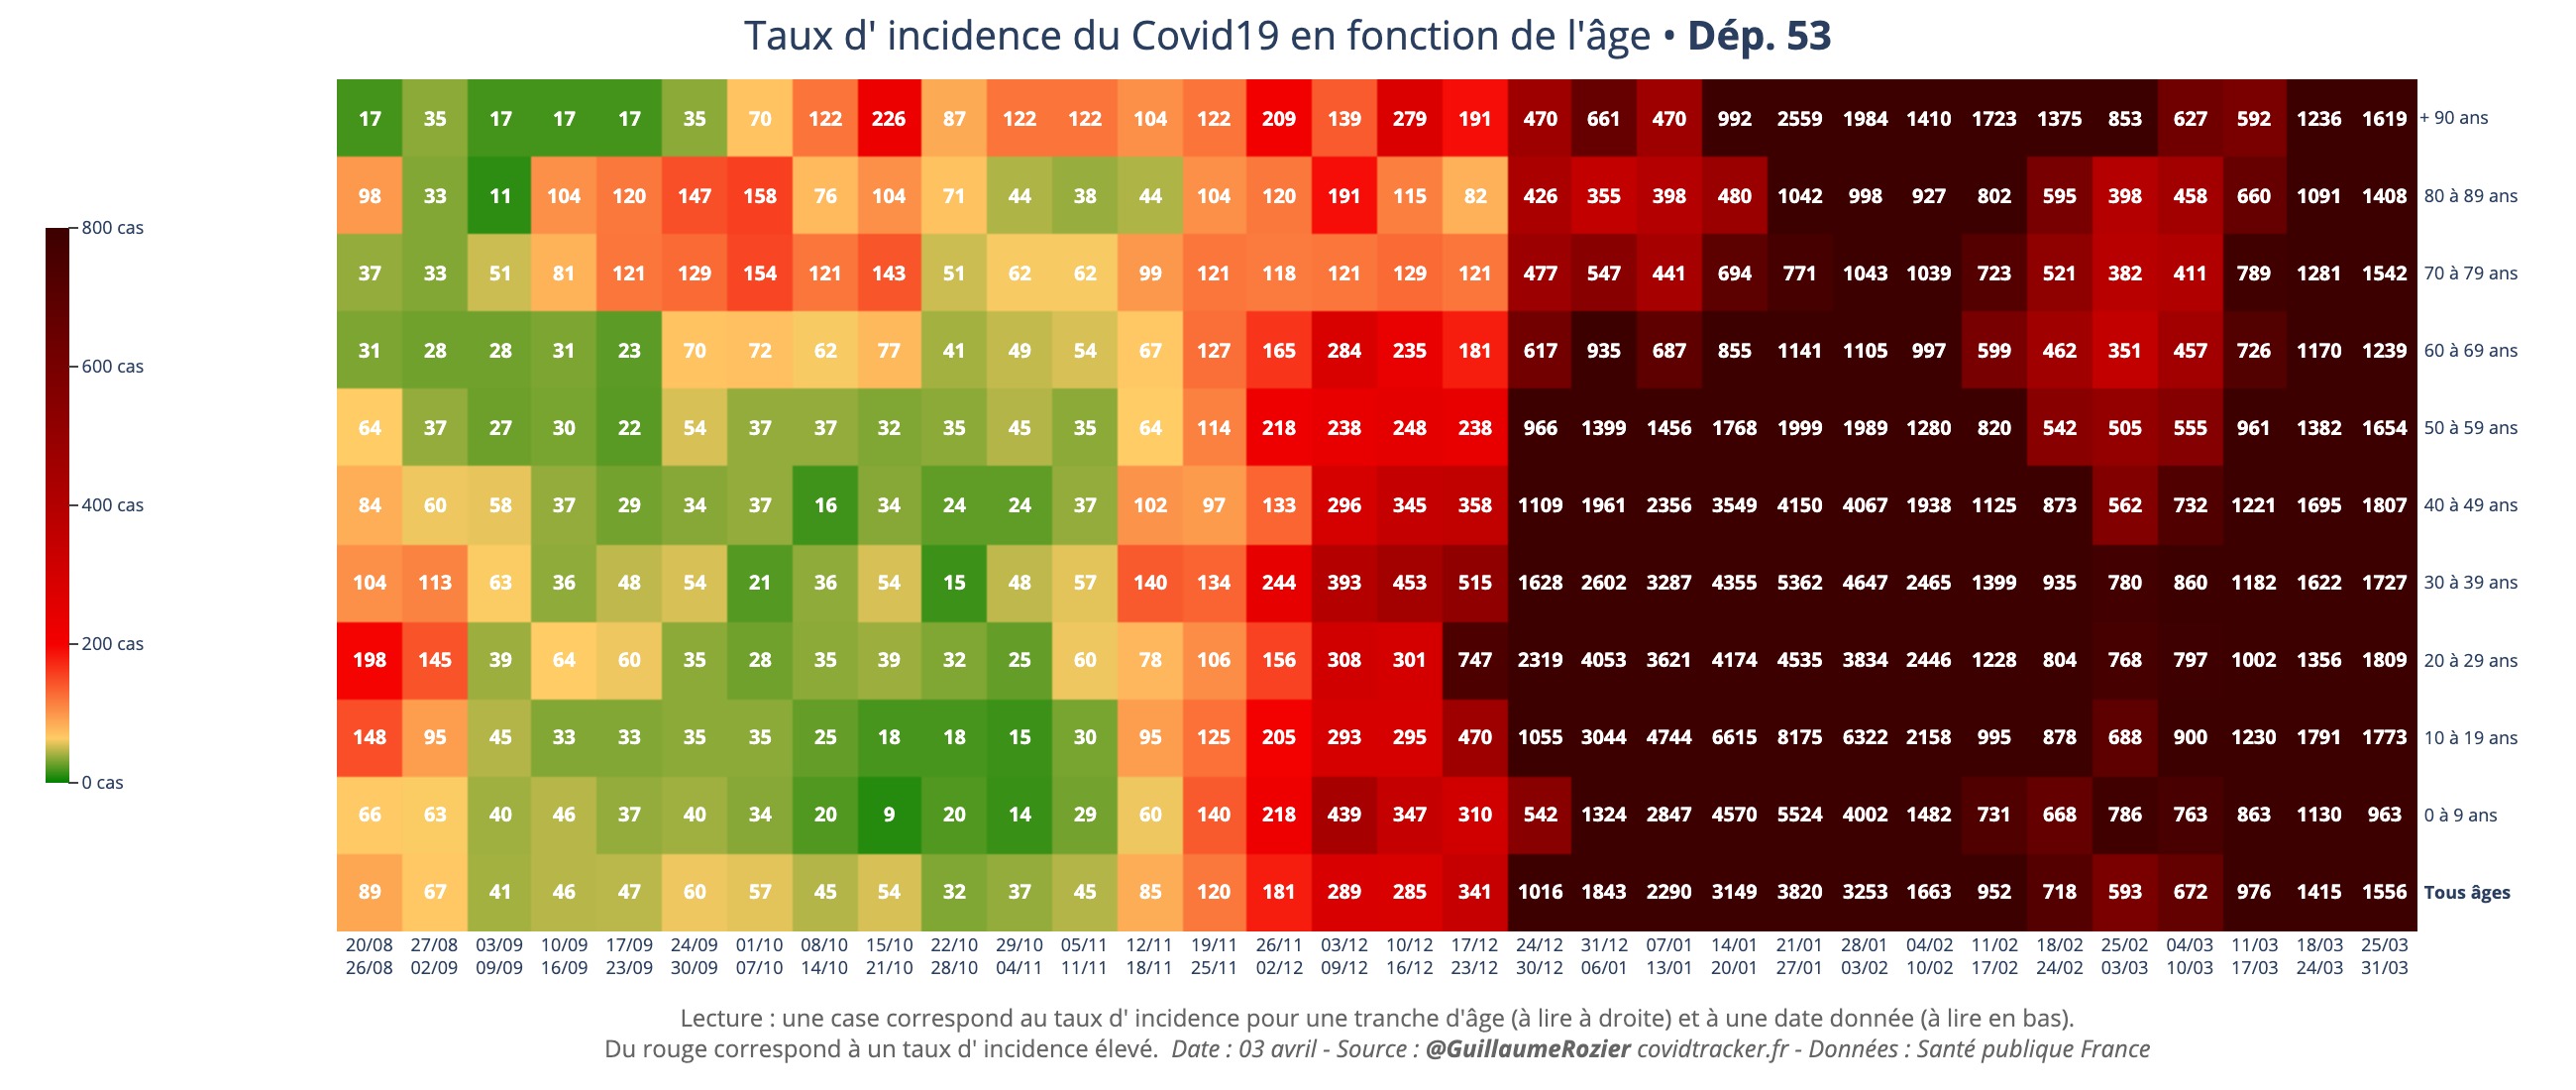 Taux d' incidence du Covid19 en fonction de l'âge • Dép. 53
800 cas
600 cas
400 cas
200 cas
0 cas
17 35 17 17 17 35 70 122 226 87 122 122 104 122 209 139 279 191 470 661 470 992 2559 1984 1410 1723 1375 853 627 592 1236 1619 + 90 ans
98 33 11 104 120 147 158 76 104 71 44 38 44 104 120 191 115 82 426 355 398 480 1042 998 927 802 595 398 458 660 1091 1408 80 à 89 ans
37 33 51 81 121 129 154 121 143 51 62 62 99 121 118 121 129 121 477 547 441 694 771 1043 1039 723 521 382 411 789 1281 1542 70 à 79 ans
31 28 28 31 23 70 72 62 77 41 49 54 67 127 165 284 235 181 617 935 687 855 1141 1105 997 599 462 351 457 726 1170 1239 60 à 69 ans
64 37 27 30 22 54 37 37 32 35 45 35 64 114 218 238 248 238 966 1399 1456 1768 1999 1989 1280 820 542 505 555 961 1382 1654 50 à 59 ans
84 60 58 37 29 34 37 16 34 24 24 37 102 97 133 296 345 358 1109 1961 2356 3549 4150 4067 1938 1125 873 562 732 1221 1695 1807 40 à 49 ans
104 113 63 36 48 54 21 36 54 15 48 57 140 134 244 393 453 515 1628 2602 3287 4355 5362 4647 2465 1399 935 780 860 1182 1622 1727 30 à 39 ans
198 145 39 64 60 35 28 35 39 32 25 60 78 106 156 308 301 747 2319 4053 3621 4174 4535 3834 2446 1228 804 768 797 1002 1356 1809 20 à 29 ans
148 95 45 33 33 35 35 25 18 18 15 30 95 125 205 293 295 470 1055 3044 4744 6615 8175 6322 2158 995 878 688 900 1230 1791 1773 10 à 19 ans
66 63 40 46 37 40 34 20 9 20 14 29 60 140 218 439 347 310 542 1324 2847 4570 5524 4002 1482 731 668 786 763 863 1130 963 0 à 9 ans
89 67 41 46 47 60 57 45 54 32 37 45 85 120 181 289 285 341 1016 1843 2290 3149 3820 3253 1663 952 718 593 672 976 1415 1556 Tous âges
20/08 27/08 03/09 10/09 17/09 24/09 01/10 08/10 15/10 22/10 29/10 05/11 12/11 19/11 26/11 03/12 10/12 17/12 24/12 31/12 07/01 14/01 21/01 28/01 04/02 11/02 18/02 25/02 04/03 11/03 18/03 25/03
26/08 02/09 09/09 16/09 23/09 30/09 07/10 14/10 21/10 28/10 04/11 11/11 18/11 25/11 02/12 09/12 16/12 23/12 30/12 06/01 13/01 20/01 27/01 03/02 10/02 17/02 24/02 03/03 10/03 17/03 24/03 31/03
Lecture : une case correspond au taux d' incidence pour une tranche d'âge (à lire à droite) et à une date donnée (à lire en bas).
Du rouge correspond à un taux d' incidence élevé. Date : 03 avril - Source : @GuillaumeRozier covidtracker.fr - Données : Santé publique France